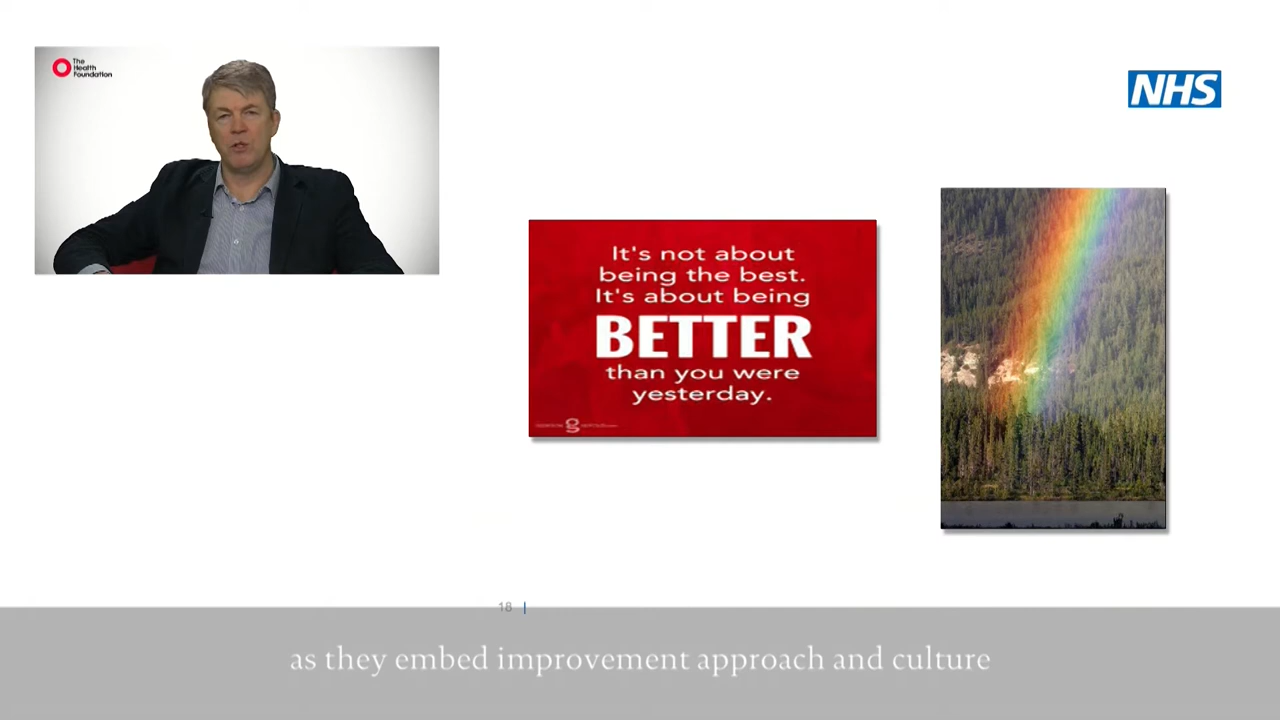 The
Health
Foundation
NHS
It's not about
being the best.
It's about being
BETTER
than you were
yesterday.
18
as they embed improvement approach and culture